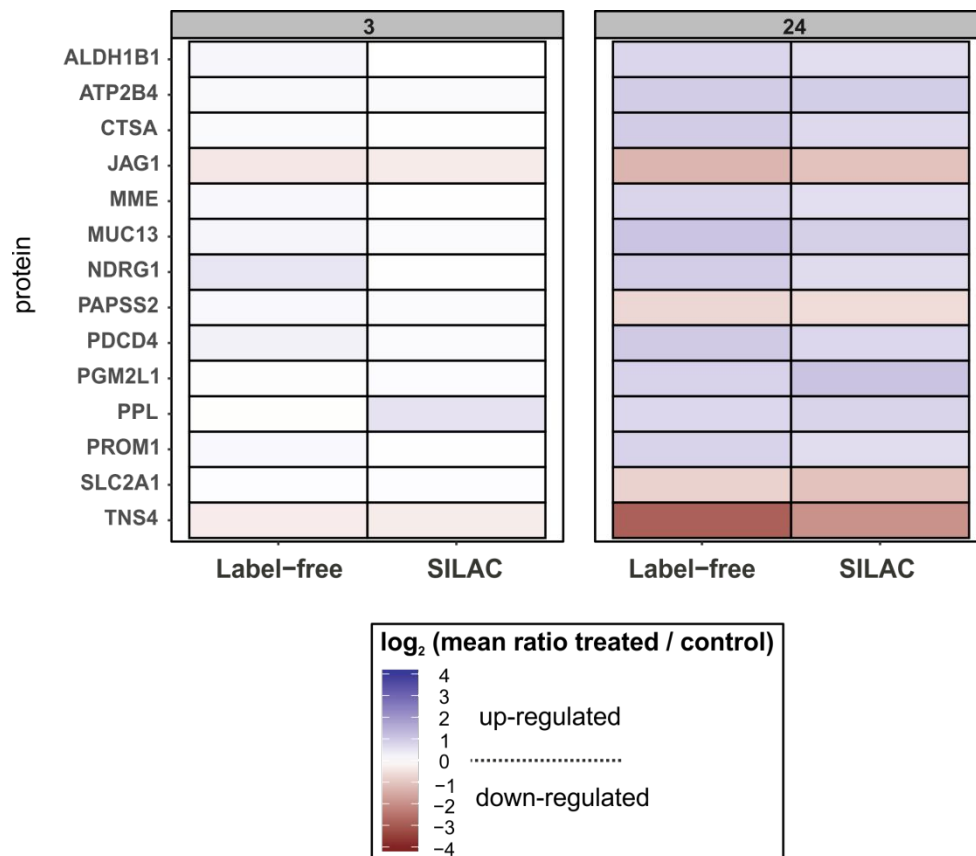 3
24
protein
ALDH1B1
ATP2B4
CTSA
JAG1
MME
MUC13
NDRG1
PAPSS2
PDCD4
PGM2L1
PPL
PROM1
SLC2A1
TNS4
Label−free
SILAC
Label−free
SILAC
log₂ (mean ratio treated / control)
4
3
2
1
0
−1
−2
−3
−4
up-regulated
down-regulated